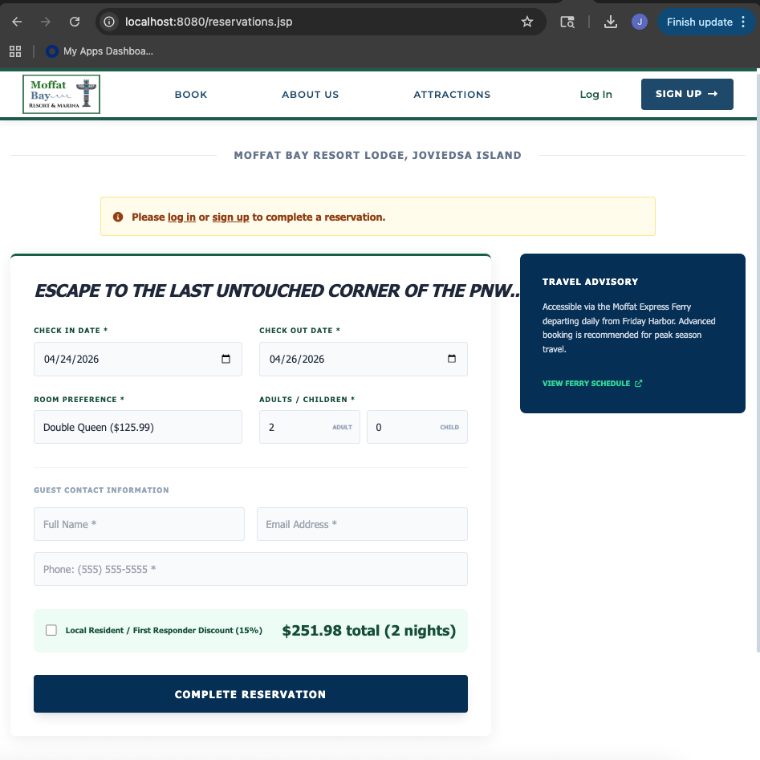 localhost:8080/reservations.jsp
J
Finish update
My Apps Dashboa...
Moffat
Bay
RESORT & MARINA
BOOK
ABOUT US
ATTRACTIONS
Log In
SIGN UP →
MOFFAT BAY RESORT LODGE, JOVIEDSA ISLAND
Please log in or sign up to complete a reservation.
ESCAPE TO THE LAST UNTOUCHED CORNER OF THE PNW..
CHECK IN DATE *
CHECK OUT DATE *
04/24/2026
04/26/2026
ROOM PREFERENCE *
ADULTS / CHILDREN *
Double Queen ($125.99)
2 ADULT
0 CHILD
GUEST CONTACT INFORMATION
Full Name *
Email Address *
Phone: (555) 555-5555 *
Local Resident / First Responder Discount (15%)
$251.98 total (2 nights)
COMPLETE RESERVATION
TRAVEL ADVISORY
Accessible via the Moffat Express Ferry
departing daily from Friday Harbor. Advanced
booking is recommended for peak season
travel.
VIEW FERRY SCHEDULE